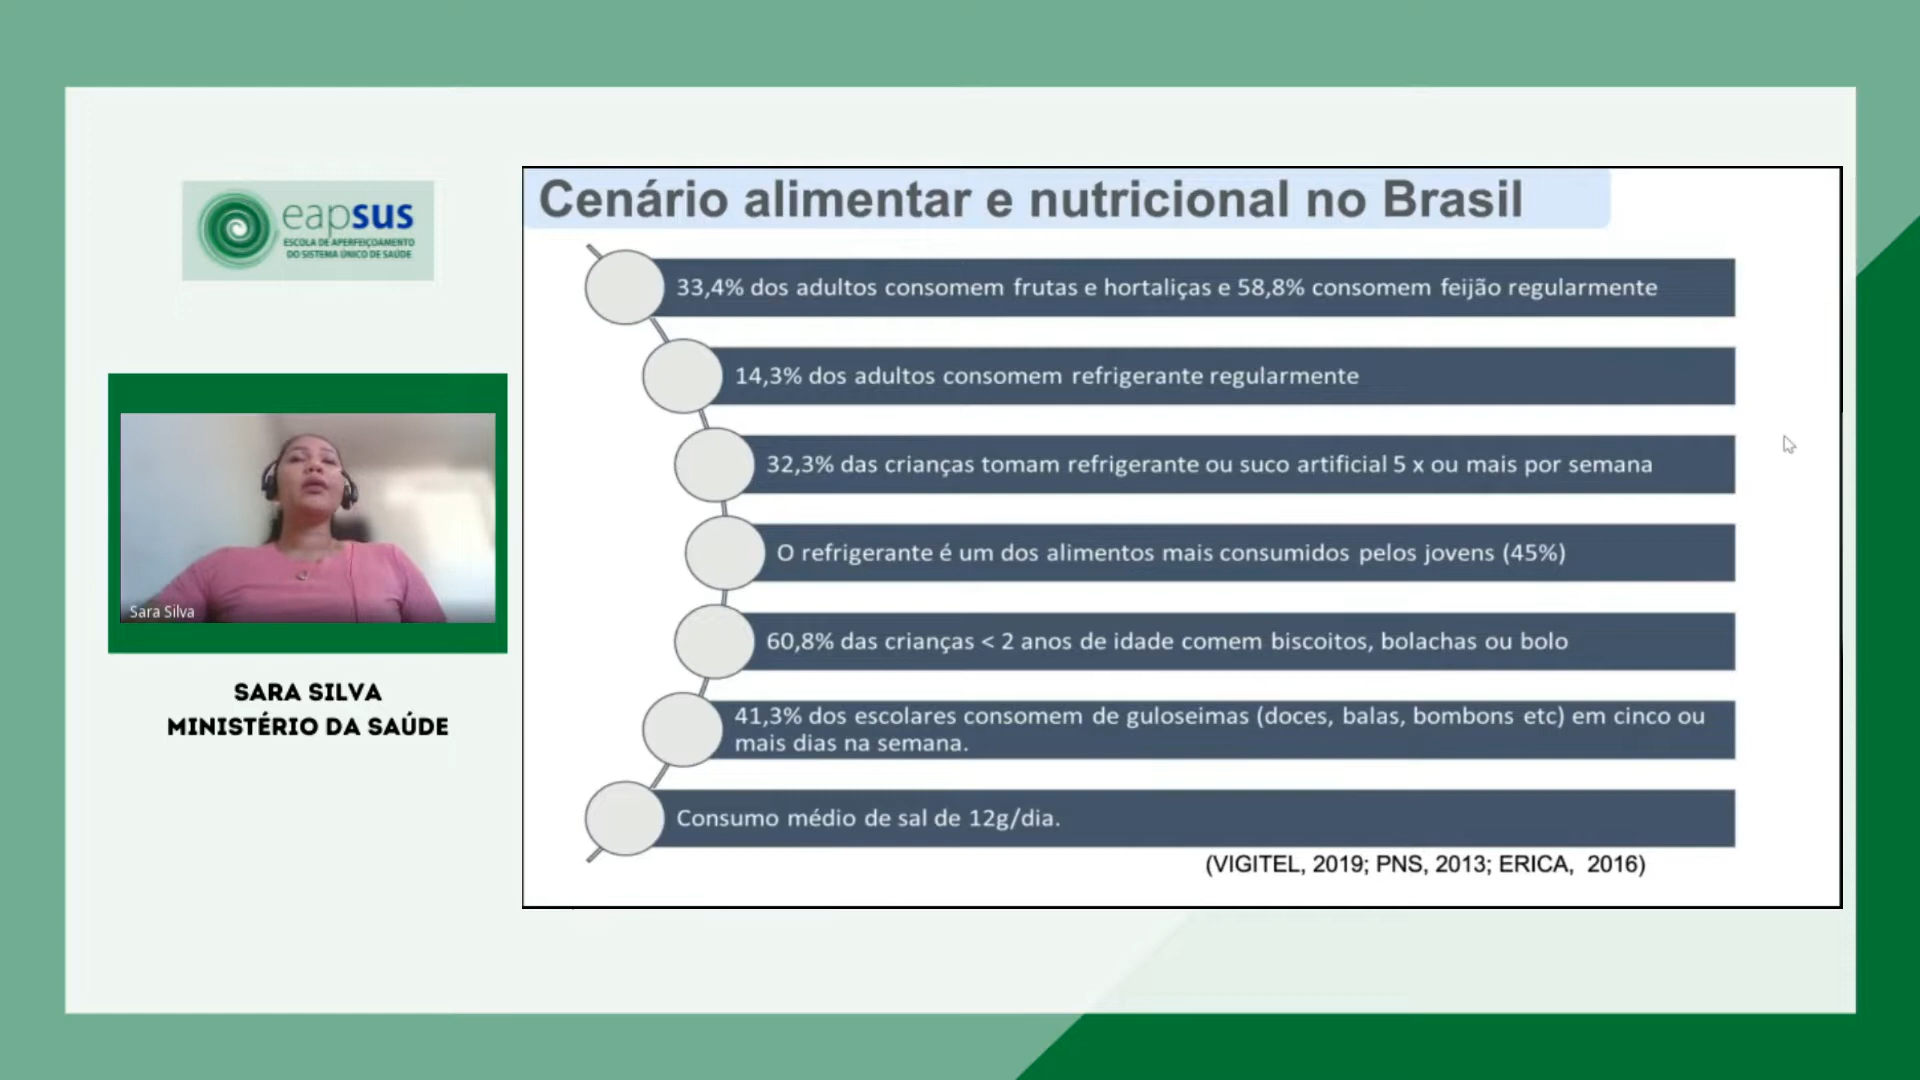 eapsus
ESCOLA DE APERFEIÇOAMENTO
DO SISTEMA ÚNICO DE SAÚDE
Sara Silva
SARA SILVA
MINISTÉRIO DA SAÚDE
Cenário alimentar e nutricional no Brasil
33,4% dos adultos consomem frutas e hortaliças e 58,8% consomem feijão regularmente
14,3% dos adultos consomem refrigerante regularmente
32,3% das crianças tomam refrigerante ou suco artificial 5 x ou mais por semana
O refrigerante é um dos alimentos mais consumidos pelos jovens (45%)
60,8% das crianças < 2 anos de idade comem biscoitos, bolachas ou bolo
41,3% dos escolares consomem de guloseimas (doces, balas, bombons etc) em cinco ou
mais dias na semana.
Consumo médio de sal de 12g/dia.
(VIGITEL, 2019; PNS, 2013; ERICA, 2016)